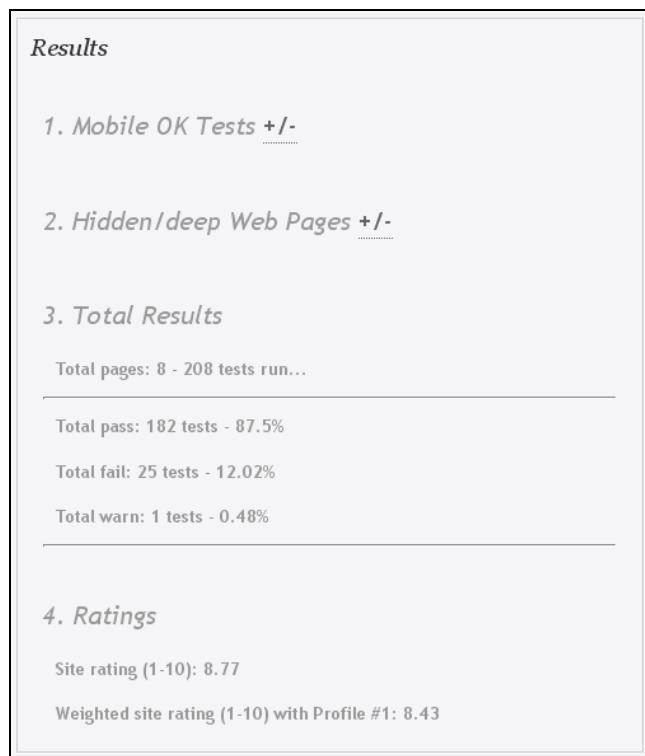 Results
1. Mobile OK Tests +/-
2. Hidden/deep Web Pages +/-
3. Total Results
Total pages: 8 - 208 tests run...
Total pass: 182 tests - 87.5%
Total fail: 25 tests - 12.02%
Total warn: 1 tests - 0.48%
4. Ratings
Site rating (1-10): 8.77
Weighted site rating (1-10) with Profile #1: 8.43